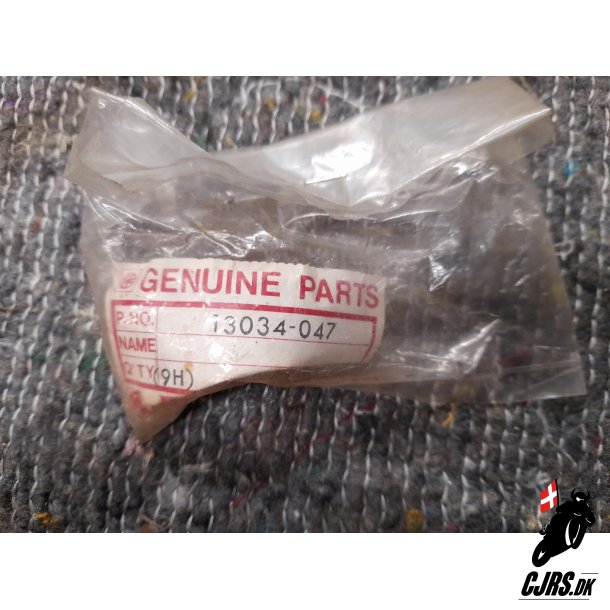 GENUINE PARTS
P.NO. 13034-047
NAME
Q'TY (9H)
CJRS.DK